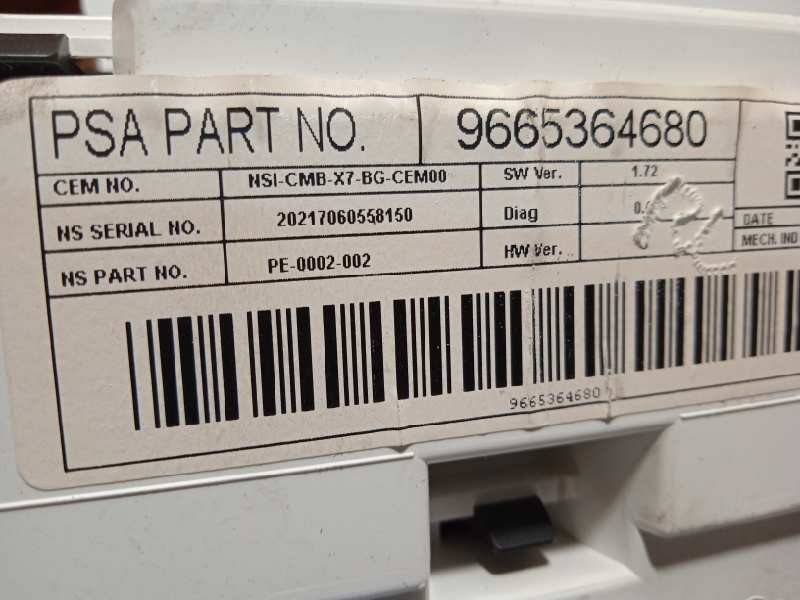 PSA PART NO. 9665364680
CEM NO. NSI-CMB-X7-BG-CEM00 SW Ver. 1.72
NS SERIAL NO. 20217060558150 Diag DATE
NS PART NO. PE-0002-002 HW Ver. MECH. IND
9665364680